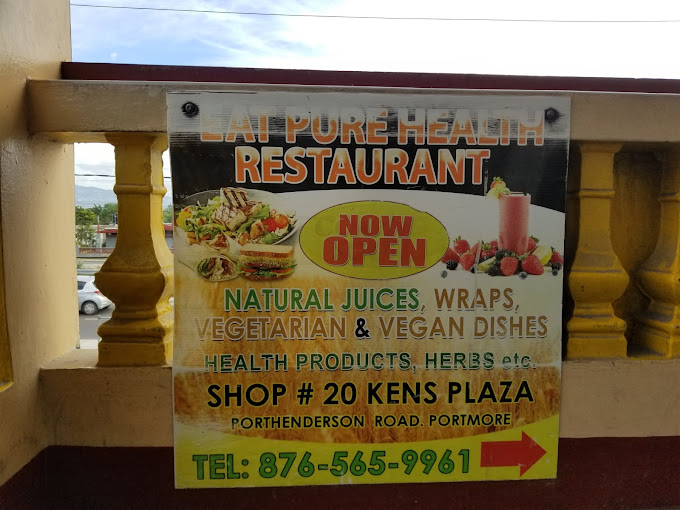 EAT PURE HEALTH
RESTAURANT
NOW
OPEN
NATURAL JUICES, WRAPS,
VEGETARIAN & VEGAN DISHES
HEALTH PRODUCTS, HERBS etc.
SHOP # 20 KENS PLAZA
PORTHENDERSON ROAD. PORTMORE
TEL: 876-565-9961